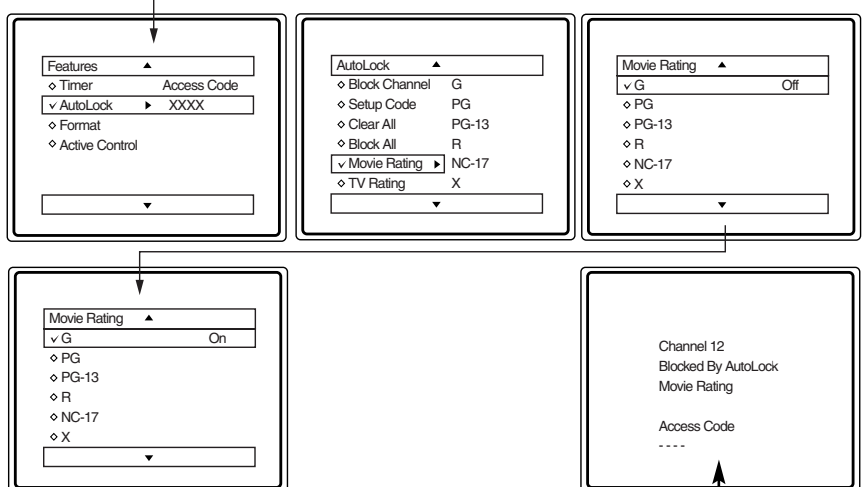 Features
Timer Access Code
AutoLock XXXX
Format
Active Control
AutoLock
Block Channel G
Setup Code PG
Clear All PG-13
Block All R
Movie Rating NC-17
TV Rating X
Movie Rating
G Off
PG
PG-13
R
NC-17
X
Movie Rating
G On
PG
PG-13
R
NC-17
X
Channel 12
Blocked By AutoLock
Movie Rating
Access Code
- - - -